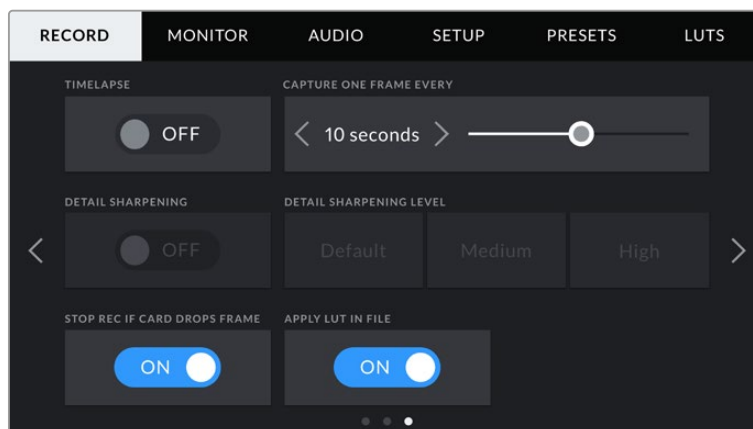 RECORD MONITOR AUDIO SETUP PRESETS LUTS
TIMELAPSE CAPTURE ONE FRAME EVERY
OFF 10 seconds
DETAIL SHARPENING DETAIL SHARPENING LEVEL
OFF Default Medium High
STOP REC IF CARD DROPS FRAME APPLY LUT IN FILE
ON ON